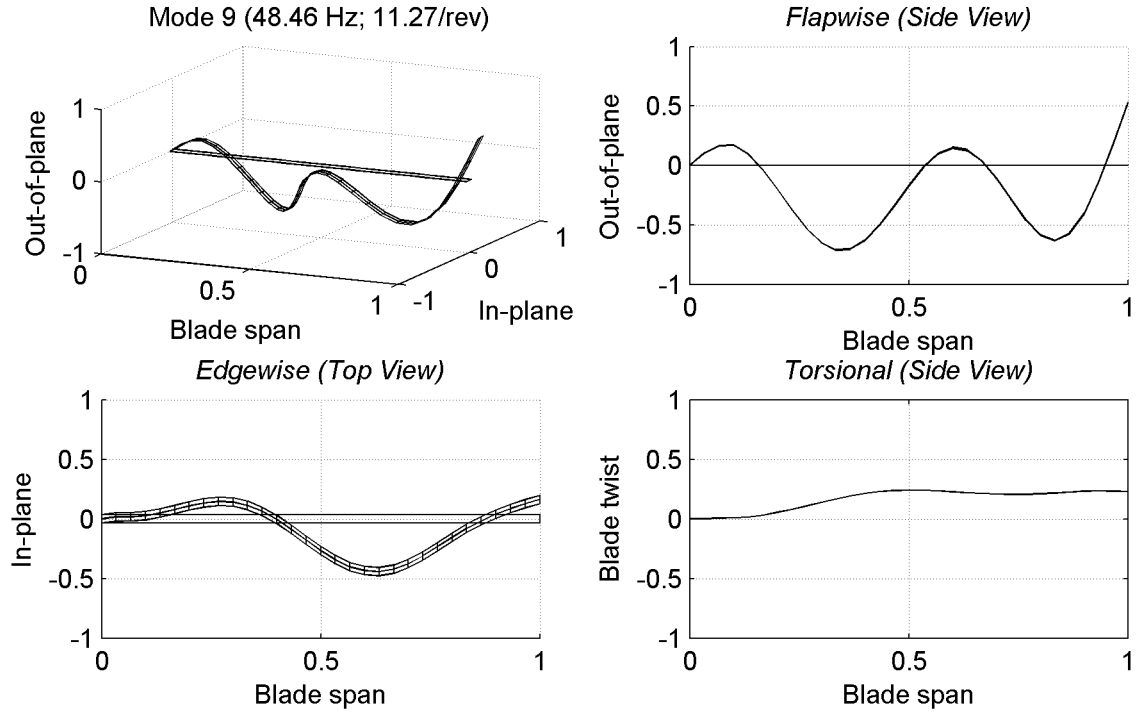 Mode 9 (48.46 Hz; 11.27/rev)
Out-of-plane
1
0
-1
0
0.5
1
Blade span
-1
0
1
In-plane
Flapwise (Side View)
Out-of-plane
1
0.5
0
-0.5
-1
0
0.5
1
Blade span
Edgewise (Top View)
In-plane
1
0.5
0
-0.5
-1
0
0.5
1
Blade span
Torsional (Side View)
Blade twist
1
0.5
0
-0.5
-1
0
0.5
1
Blade span